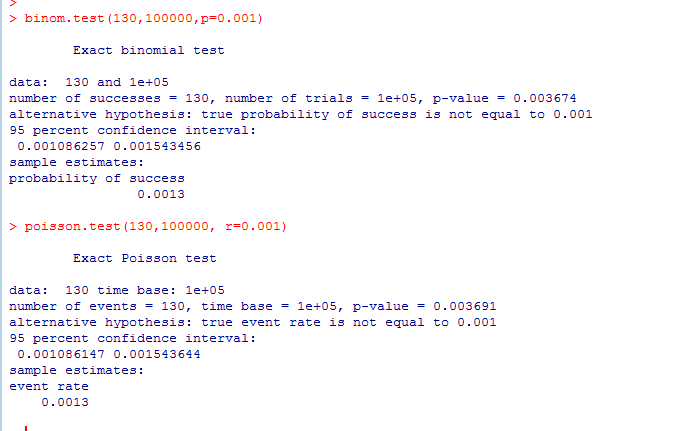 >
> binom.test(130,100000,p=0.001)
Exact binomial test
data:  130 and 1e+05
number of successes = 130, number of trials = 1e+05, p-value = 0.003674
alternative hypothesis: true probability of success is not equal to 0.001
95 percent confidence interval:
 0.001086257 0.001543456
sample estimates:
probability of success
                0.0013
> poisson.test(130,100000, r=0.001)
Exact Poisson test
data:  130 time base: 1e+05
number of events = 130, time base = 1e+05, p-value = 0.003691
alternative hypothesis: true event rate is not equal to 0.001
95 percent confidence interval:
 0.001086147 0.001543644
sample estimates:
event rate
    0.0013